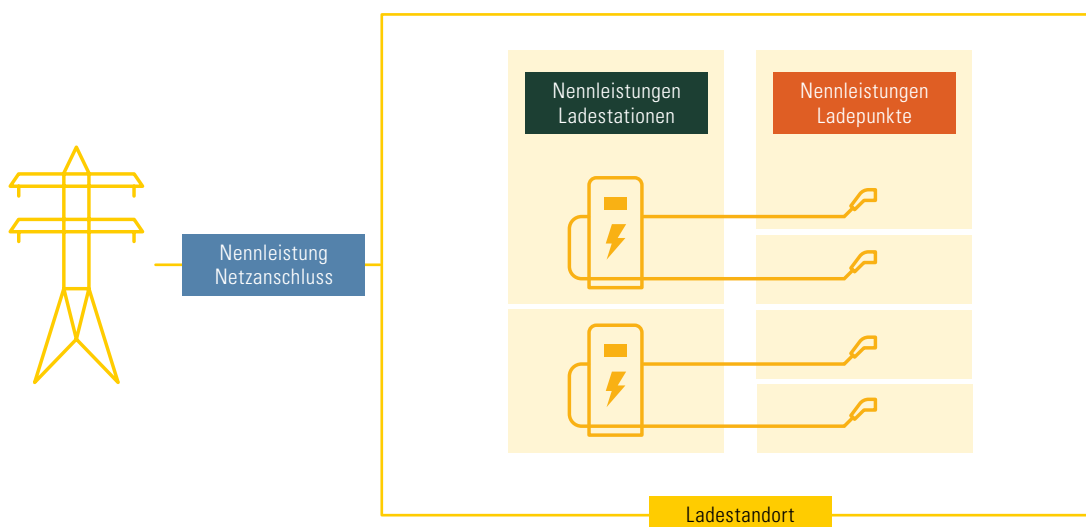 Nennleistungen
Ladestationen
Nennleistungen
Ladepunkte
Nennleistung
Netzanschluss
Ladestandort